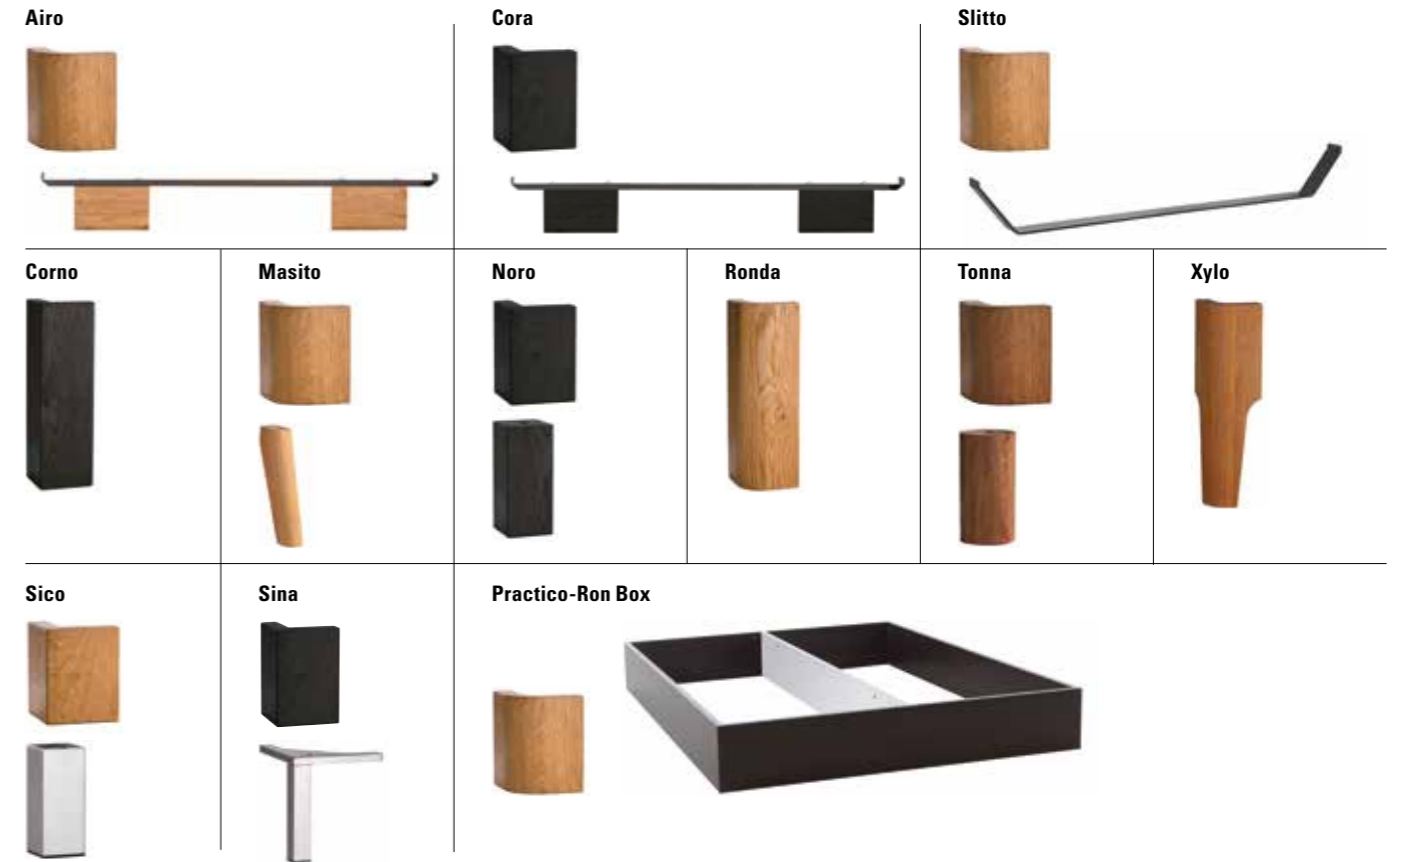 Airo
Cora
Slitto
Corno
Masito
Noro
Ronda
Tonna
Xylo
Sico
Sina
Practico-Ron Box